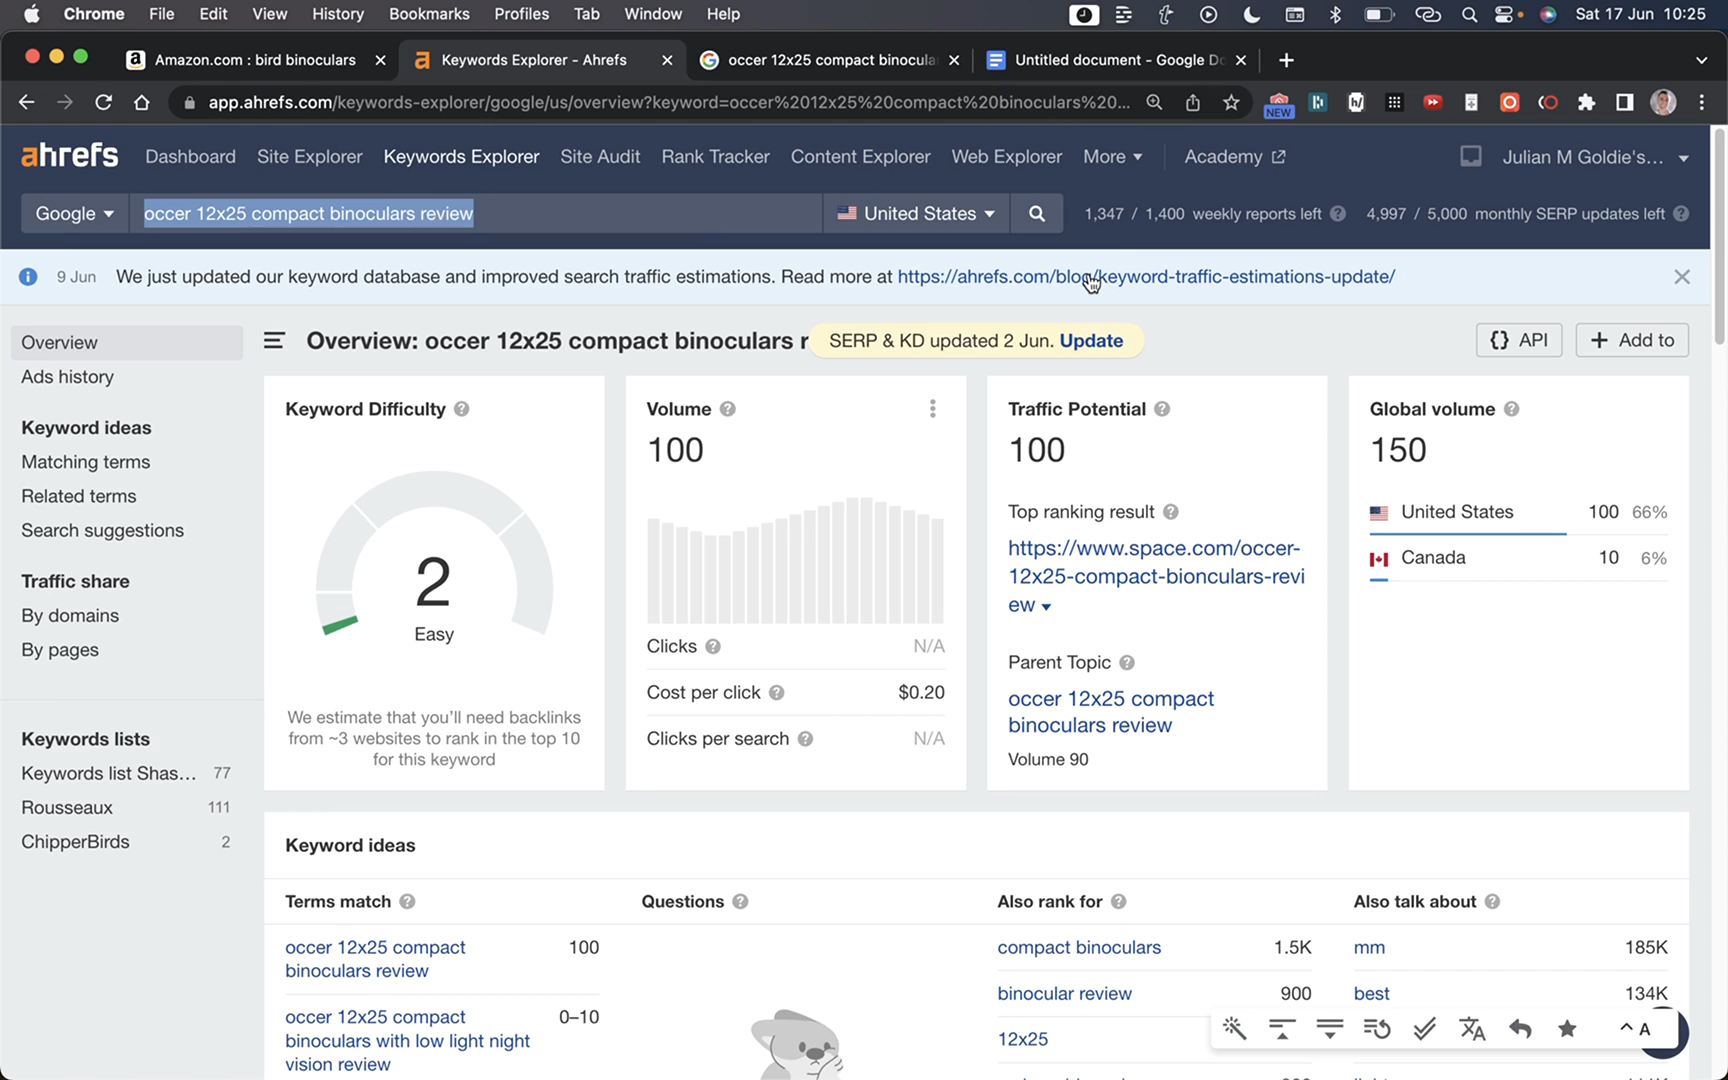 Chrome File Edit View History Bookmarks Profiles Tab Window Help Sat 17 Jun 10:25
Amazon.com : bird binoculars Keywords Explorer - Ahrefs occer 12x25 compact binocula Untitled document - Google Do
app.ahrefs.com/keywords-explorer/google/us/overview?keyword=occer%2012x25%20compact%20binoculars%20... NEW
ahrefs Dashboard Site Explorer Keywords Explorer Site Audit Rank Tracker Content Explorer Web Explorer More Academy Julian M Goldie's...
Google occer 12x25 compact binoculars review United States 1,347 / 1,400 weekly reports left 4,997 / 5,000 monthly SERP updates left
9 Jun We just updated our keyword database and improved search traffic estimations. Read more at https://ahrefs.com/blog/keyword-traffic-estimations-update/
Overview
Ads history
Keyword ideas
Matching terms
Related terms
Search suggestions
Traffic share
By domains
By pages
Keywords lists
Keywords list Shas... 77
Rousseaux 111
ChipperBirds 2
Overview: occer 12x25 compact binoculars r SERP & KD updated 2 Jun. Update {} API + Add to
Keyword Difficulty
2
Easy
We estimate that you'll need backlinks
from ~3 websites to rank in the top 10
for this keyword
Volume
100
Clicks N/A
Cost per click $0.20
Clicks per search N/A
Traffic Potential
100
Top ranking result
https://www.space.com/occer-
12x25-compact-bionculars-revi
ew
Parent Topic
occer 12x25 compact
binoculars review
Volume 90
Global volume
150
United States 100 66%
Canada 10 6%
Keyword ideas
Terms match
occer 12x25 compact 100
binoculars review
occer 12x25 compact 0–10
binoculars with low light night
vision review
Questions
Also rank for
compact binoculars 1.5K
binocular review 900
12x25
Also talk about
mm 185K
best 134K
A